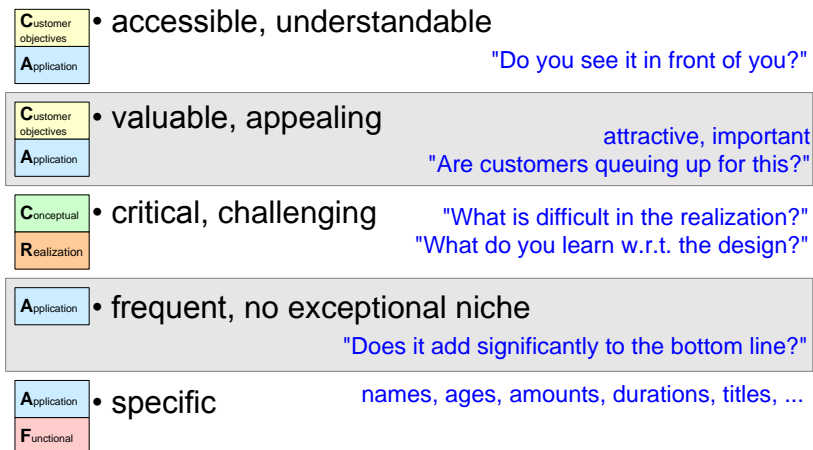 Customer
objectives
Application
• accessible, understandable
"Do you see it in front of you?"
Customer
objectives
Application
• valuable, appealing
attractive, important
"Are customers queuing up for this?"
Conceptual
Realization
• critical, challenging
"What is difficult in the realization?"
"What do you learn w.r.t. the design?"
Application
• frequent, no exceptional niche
"Does it add significantly to the bottom line?"
Application
Functional
• specific
names, ages, amounts, durations, titles, ...